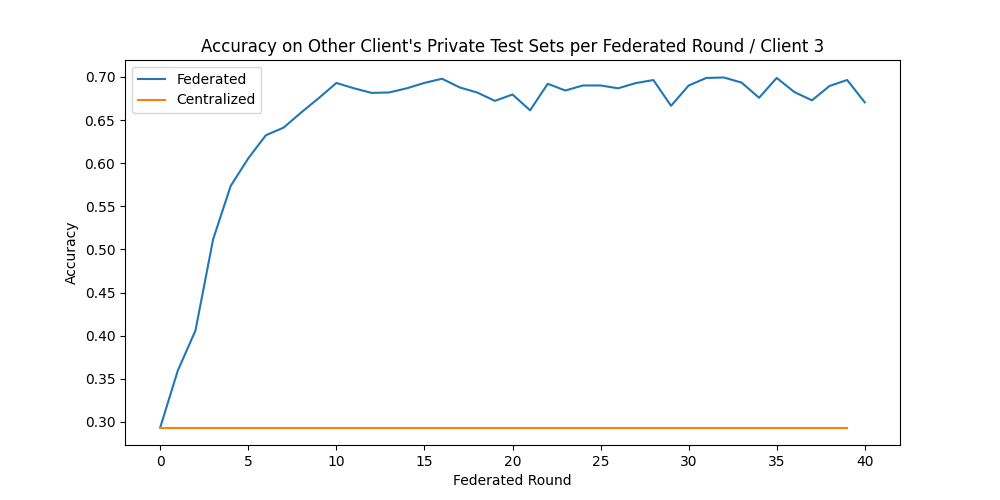 Accuracy on Other Client's Private Test Sets per Federated Round / Client 3
Federated
Centralized
0.70
0.65
0.60
0.55
0.50
0.45
0.40
0.35
0.30
Accuracy
0 5 10 15 20 25 30 35 40
Federated Round